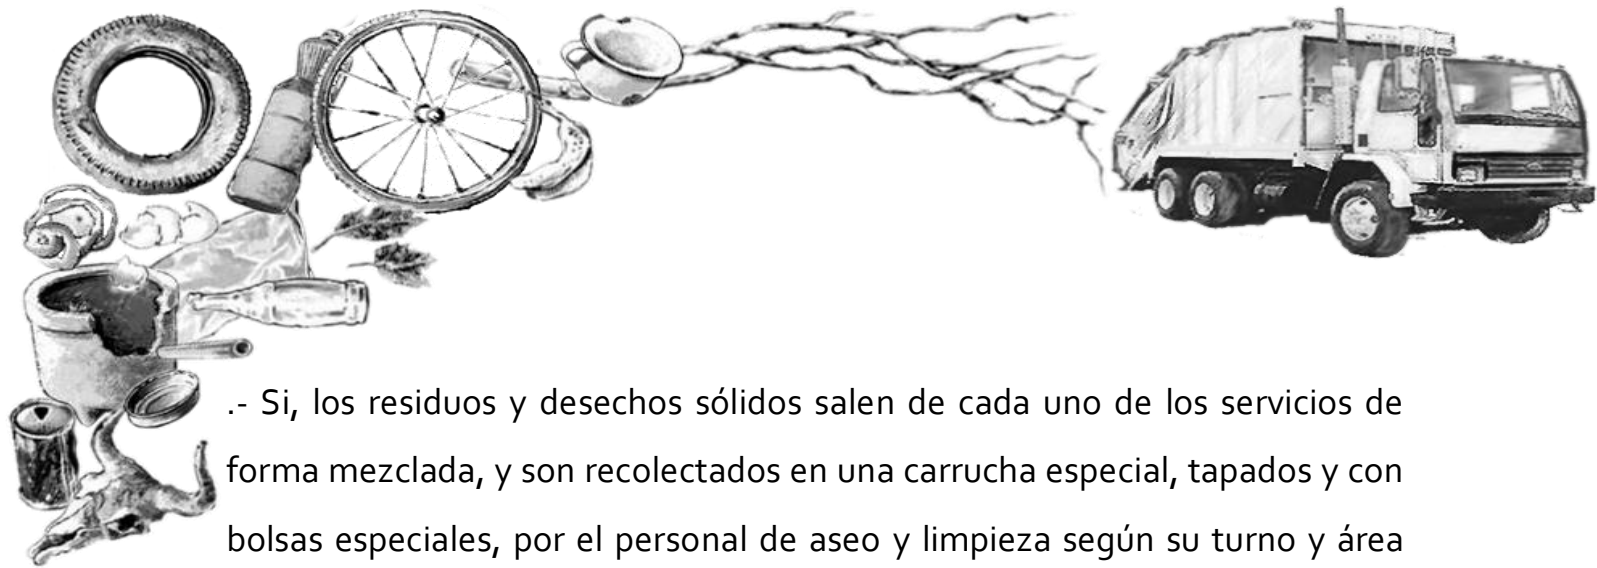 .- Si, los residuos y desechos sólidos salen de cada uno de los servicios de
forma mezclada, y son recolectados en una carrucha especial, tapados y con
bolsas especiales, por el personal de aseo y limpieza según su turno y área